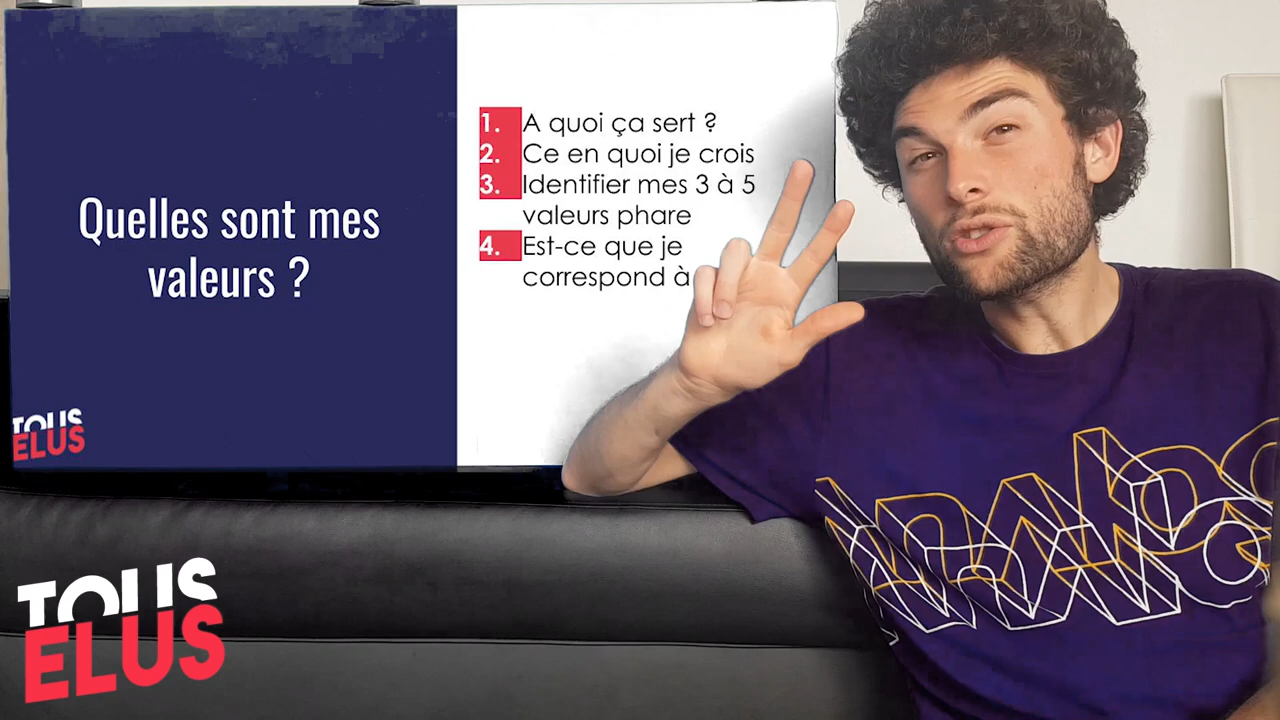 Quelles sont mes
valeurs ?
1. A quoi ça sert ?
2. Ce en quoi je crois
3. Identifier mes 3 à 5
valeurs phare
4. Est-ce que je
correspond à
TOUS
ELUS
TOUS
ELUS